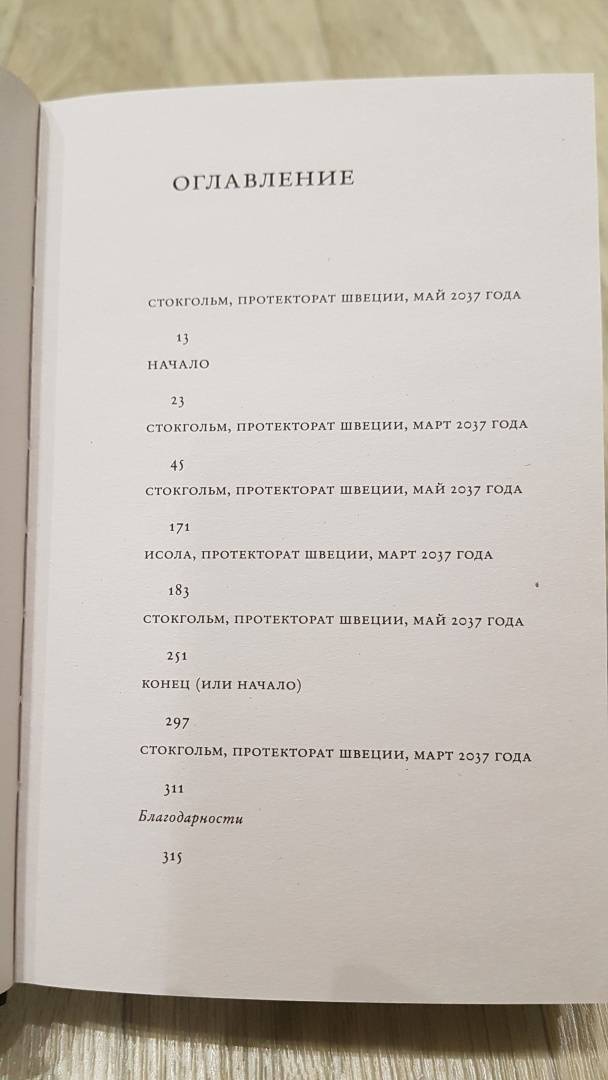 ОГЛАВЛЕНИЕ
СТОКГОЛЬМ, ПРОТЕКТОРАТ ШВЕЦИИ, МАЙ 2037 ГОДА
13
НАЧАЛО
23
СТОКГОЛЬМ, ПРОТЕКТОРАТ ШВЕЦИИ, МАРТ 2037 ГОДА
45
СТОКГОЛЬМ, ПРОТЕКТОРАТ ШВЕЦИИ, МАЙ 2037 ГОДА
171
ИСОЛА, ПРОТЕКТОРАТ ШВЕЦИИ, МАРТ 2037 ГОДА
183
СТОКГОЛЬМ, ПРОТЕКТОРАТ ШВЕЦИИ, МАЙ 2037 ГОДА
251
КОНЕЦ (ИЛИ НАЧАЛО)
297
СТОКГОЛЬМ, ПРОТЕКТОРАТ ШВЕЦИИ, МАРТ 2037 ГОДА
311
Благодарности
315